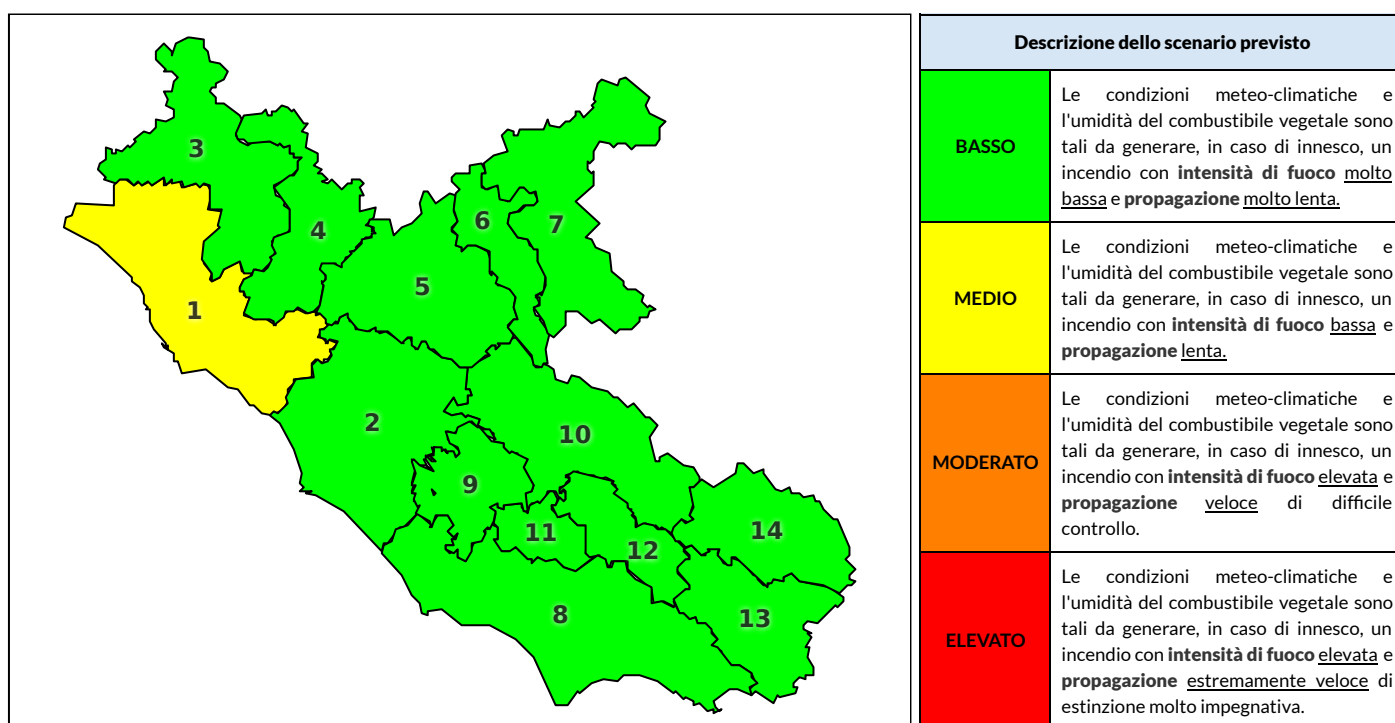 3
4
6
7
5
1
2
10
9
11
12
14
8
13
Descrizione dello scenario previsto
BASSO
Le condizioni meteo-climatiche e
l'umidità del combustibile vegetale sono
tali da generare, in caso di innesco, un
incendio con intensità di fuoco molto
bassa e propagazione molto lenta.
MEDIO
Le condizioni meteo-climatiche e
l'umidità del combustibile vegetale sono
tali da generare, in caso di innesco, un
incendio con intensità di fuoco bassa e
propagazione lenta.
MODERATO
Le condizioni meteo-climatiche e
l'umidità del combustibile vegetale sono
tali da generare, in caso di innesco, un
incendio con intensità di fuoco elevata e
propagazione veloce di difficile
controllo.
ELEVATO
Le condizioni meteo-climatiche e
l'umidità del combustibile vegetale sono
tali da generare, in caso di innesco, un
incendio con intensità di fuoco elevata e
propagazione estremamente veloce di
estinzione molto impegnativa.